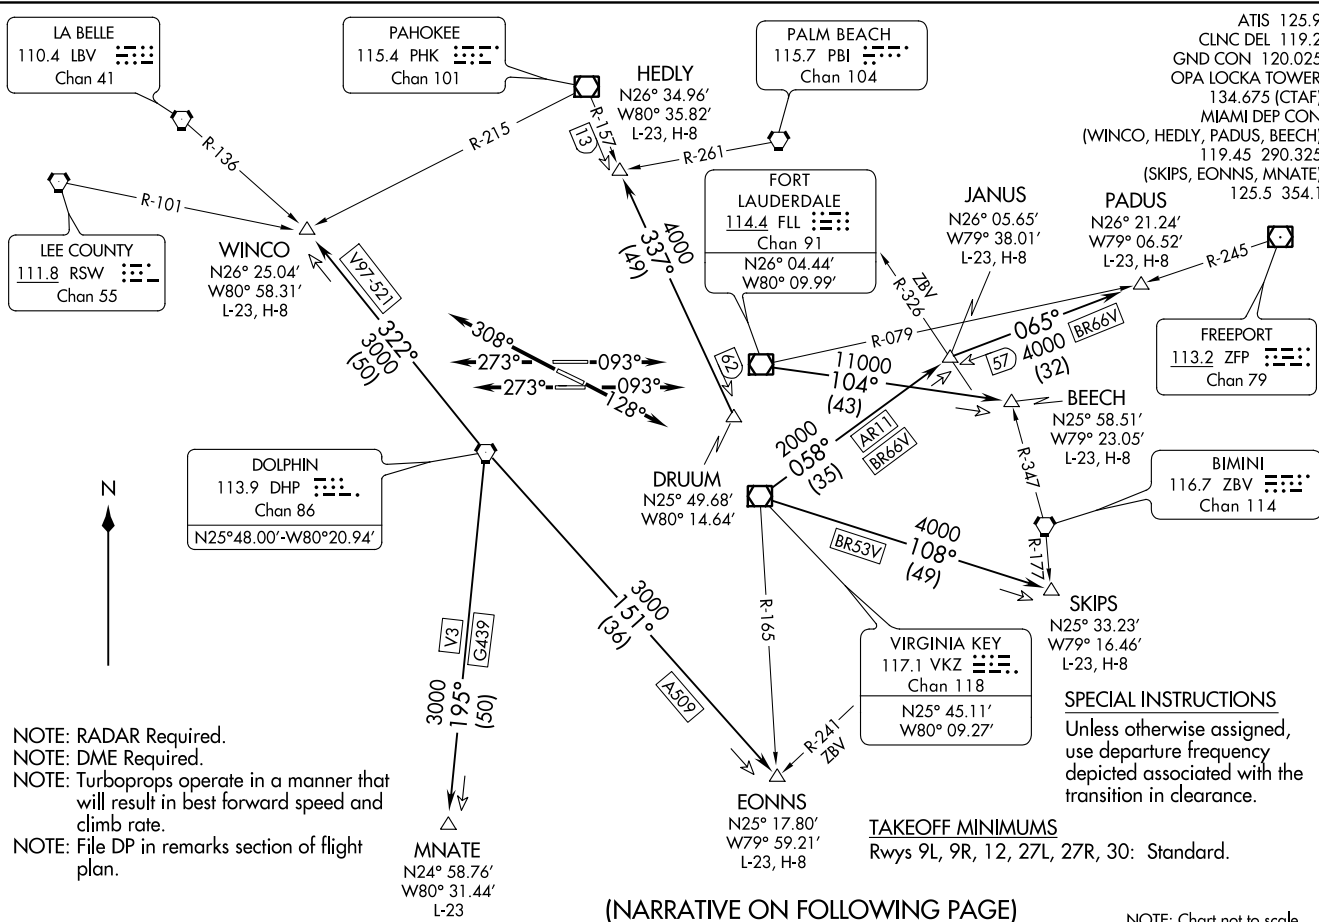 LA BELLE
110.4 LBV
Chan 41
PAHOKEE
115.4 PHK
Chan 101
PALM BEACH
115.7 PBI
Chan 104
ATIS 125.9
CLNC DEL 119.2
GND CON 120.025
OPA LOCKA TOWER
134.675 (CTAF)
MIAMI DEP CON
(WINCO, HEDLY, PADUS, BEECH)
119.45 290.325
(SKIPS, EONNS, MNATE)
125.5 354.1
HEDLY
N26° 34.96'
W80° 35.82'
L-23, H-8
R-136
R-215
R-157
13
R-261
R-101
LEE COUNTY
111.8 RSW
Chan 55
WINCO
N26° 25.04'
W80° 58.31'
L-23, H-8
V97-521
322°
3000
(50)
4000
337°
(49)
FORT
LAUDERDALE
114.4 FLL
Chan 91
N26° 04.44'
W80° 09.99'
JANUS
N26° 05.65'
W79° 38.01'
L-23, H-8
PADUS
N26° 21.24'
W79° 06.52'
L-23, H-8
R-245
FREEPORT
113.2 ZFP
Chan 79
ZBV
R-326
R-079
065°
4000
(32)
BR66V
57
62
308°
273°
093°
273°
093°
128°
11000
104°
(43)
BEECH
N25° 58.51'
W79° 23.05'
L-23, H-8
2000
058°
(35)
AR11
BR66V
DRUUM
N25° 49.68'
W80° 14.64'
DOLPHIN
113.9 DHP
Chan 86
N25°48.00'-W80°20.94'
N
R-347
BIMINI
116.7 ZBV
Chan 114
BR53V
4000
108°
(49)
R-177
SKIPS
N25° 33.23'
W79° 16.46'
L-23, H-8
R-165
3000
151°
(36)
A509
V3
G439
3000
195°
(50)
VIRGINIA KEY
117.1 VKZ
Chan 118
N25° 45.11'
W80° 09.27'
R-241
ZBV
EONNS
N25° 17.80'
W79° 59.21'
L-23, H-8
MNATE
N24° 58.76'
W80° 31.44'
L-23
NOTE: RADAR Required.
NOTE: DME Required.
NOTE: Turboprops operate in a manner that
will result in best forward speed and
climb rate.
NOTE: File DP in remarks section of flight
plan.
SPECIAL INSTRUCTIONS
Unless otherwise assigned,
use departure frequency
depicted associated with the
transition in clearance.
TAKEOFF MINIMUMS
Rwys 9L, 9R, 12, 27L, 27R, 30: Standard.
(NARRATIVE ON FOLLOWING PAGE)
NOTE: Chart not to scale